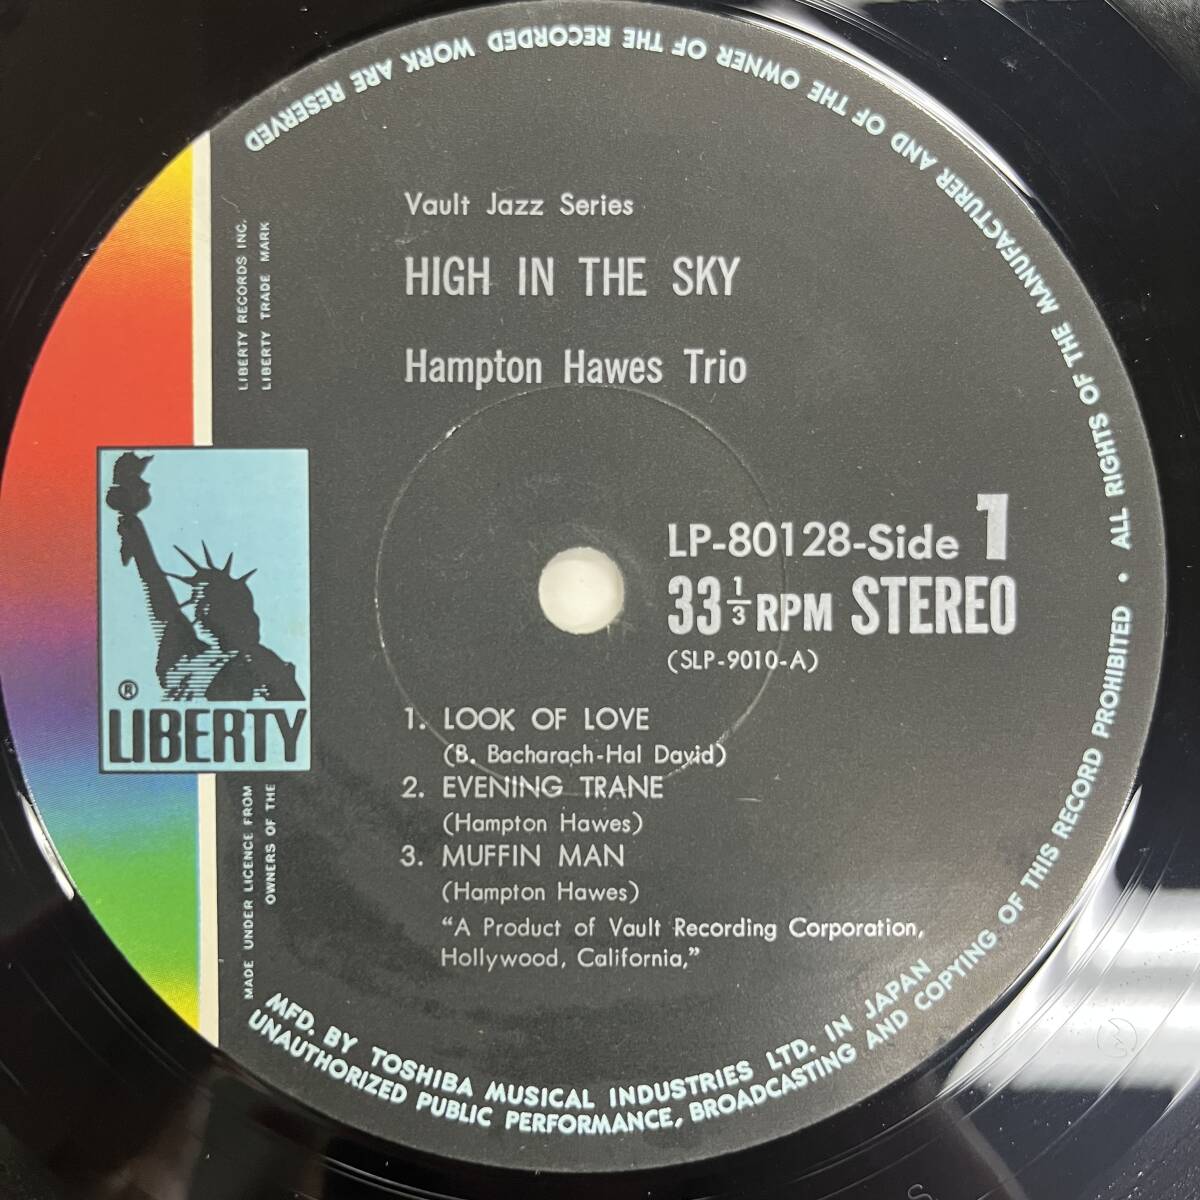 Vault Jazz Series
HIGH IN THE SKY
Hampton Hawes Trio
LP-80128-Side 1
33 1/3 RPM STEREO
(SLP-9010-A)
1. LOOK OF LOVE
(B. Bacharach-Hal David)
2. EVENING TRANE
(Hampton Hawes)
3. MUFFIN MAN
(Hampton Hawes)
“A Product of Vault Recording Corporation,
Hollywood, California,”
LIBERTY RECORDS INC.
LIBERTY TRADE MARK
®
LIBERTY
MADE UNDER LICENCE FROM
OWNERS OF THE
MFD. BY TOSHIBA MUSICAL INDUSTRIES LTD. IN JAPAN
UNAUTHORIZED PUBLIC PERFORMANCE, BROADCASTING AND COPYING OF THIS RECORD PROHIBITED • ALL RIGHTS OF THE MANUFACTURER AND OF THE OWNER OF THE RECORDED WORK ARE RESERVED